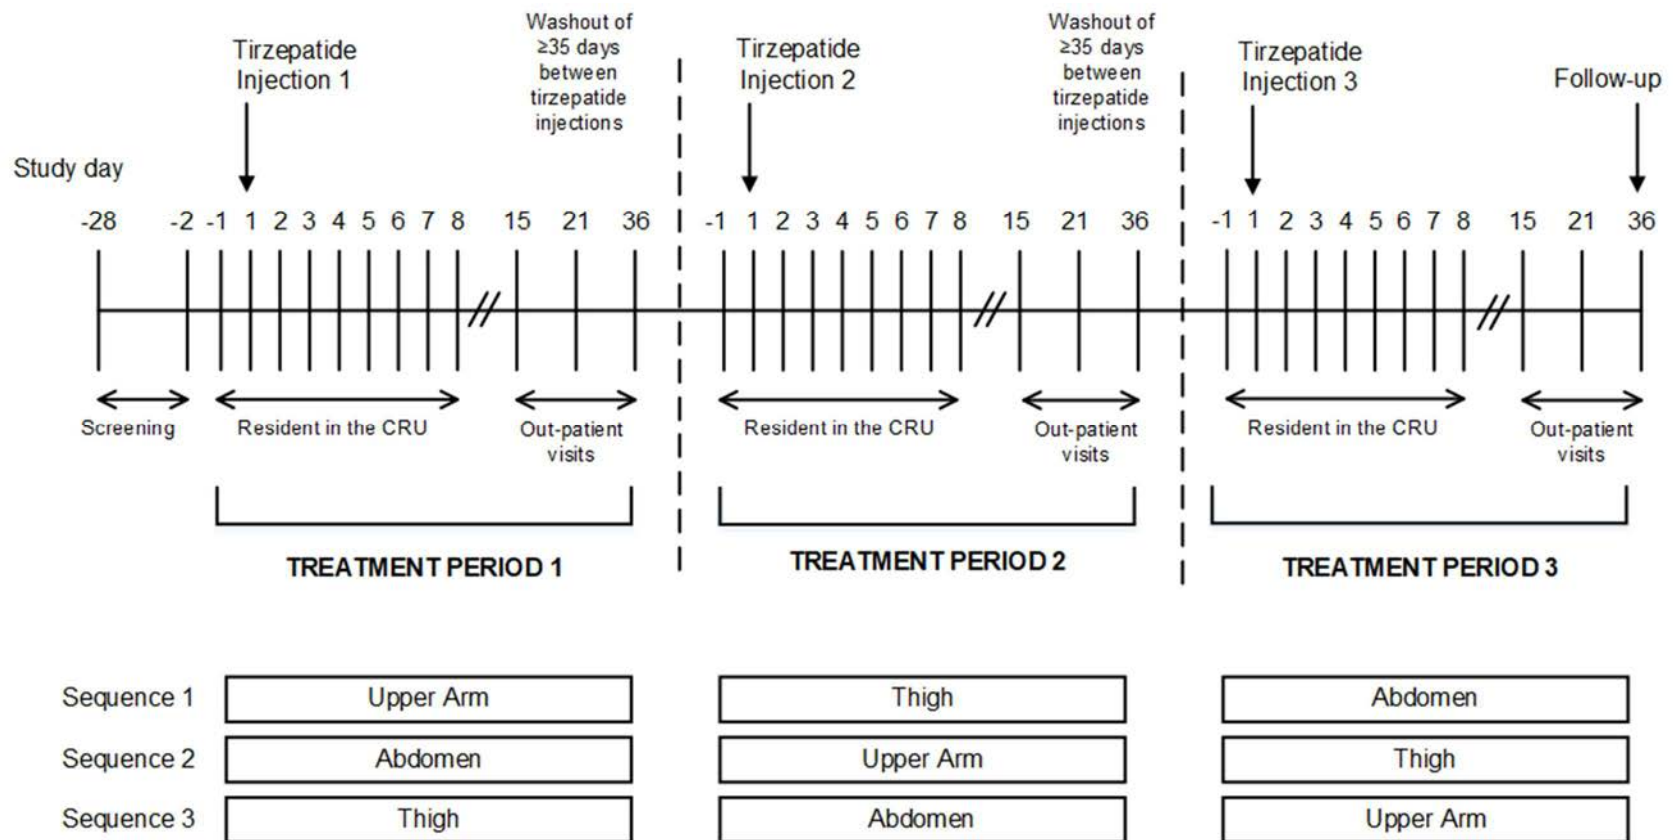 Tirzepatide
Injection 1
Washout of
≥35 days
between
tirzepatide
injections
Tirzepatide
Injection 2
Washout of
≥35 days
between
tirzepatide
injections
Tirzepatide
Injection 3
Follow-up
Study day
-28 -2 -1 1 2 3 4 5 6 7 8 15 21 36 -1 1 2 3 4 5 6 7 8 15 21 36 -1 1 2 3 4 5 6 7 8 15 21 36
Screening
Resident in the CRU
Out-patient
visits
Resident in the CRU
Out-patient
visits
Resident in the CRU
Out-patient
visits
TREATMENT PERIOD 1
TREATMENT PERIOD 2
TREATMENT PERIOD 3
Sequence 1 Upper Arm Thigh Abdomen
Sequence 2 Abdomen Upper Arm Thigh
Sequence 3 Thigh Abdomen Upper Arm